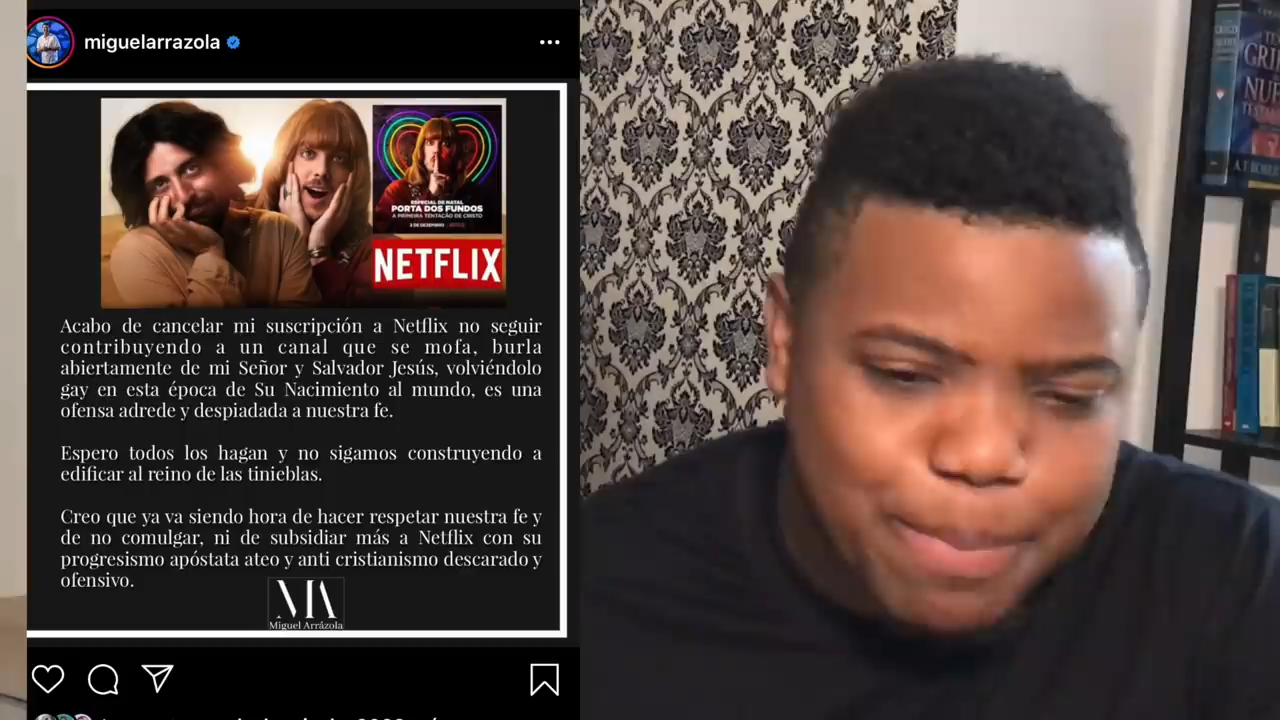 miguelarrazola
ESPECIAL DE NATAL
PORTA DOS FUNDOS
A PRIMEIRA TENTAÇÃO DE CRISTO
3 DE DEZEMBRO
NETFLIX
NETFLIX
Acabo de cancelar mi suscripción a Netflix no seguir
contribuyendo a un canal que se mofa, burla
abiertamente de mi Señor y Salvador Jesús, volviéndolo
gay en esta época de Su Nacimiento al mundo, es una
ofensa adrede y despiadada a nuestra fe.
Espero todos los hagan y no sigamos construyendo a
edificar al reino de las tinieblas.
Creo que ya va siendo hora de hacer respetar nuestra fe y
de no comulgar, ni de subsidiar más a Netflix con su
progresismo apóstata ateo y anti cristianismo descarado y
ofensivo.
MA
Miguel Arrázola